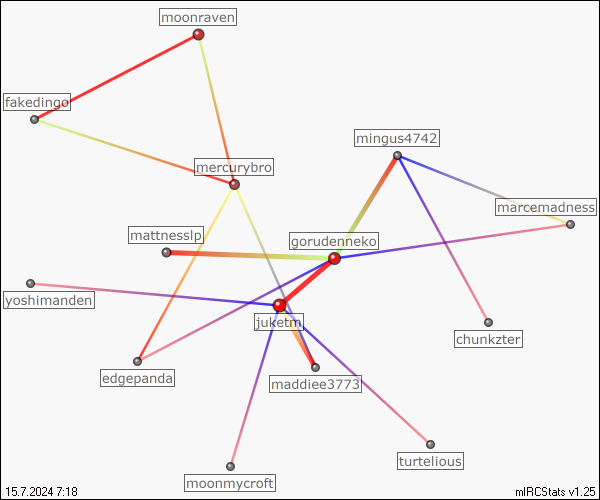 moonraven
fakedingo
mingus4742
mercurybro
marcemadness
mattnesslp
gorudenneko
yoshimanden
juketm
chunkzter
edgepanda
maddiee3773
turtelious
moonmycroft
15.7.2024 7:18
mIRCStats v1.25